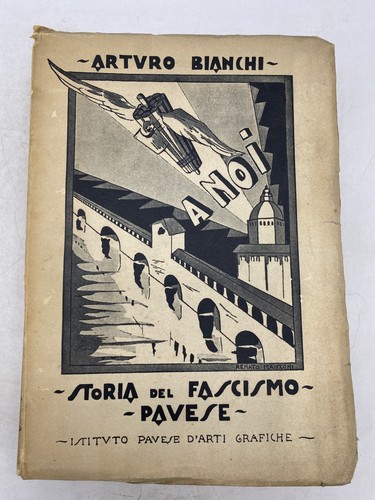 ~ARTVRO BIANCHI~
A NOI
~STORIA DEL FASCISMO~
~PAVESE~
~ISTITVTO PAVESE D'ARTI GRAFICHE~